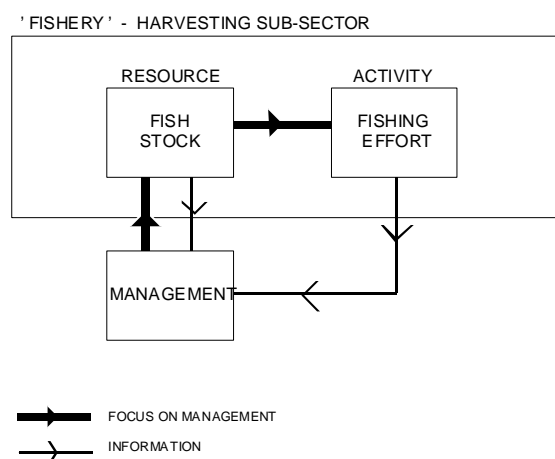 ' FISHERY ' - HARVESTING SUB-SECTOR
RESOURCE
ACTIVITY
FISH
STOCK
FISHING
EFFORT
MANAGEMENT
FOCUS ON MANAGEMENT
INFORMATION